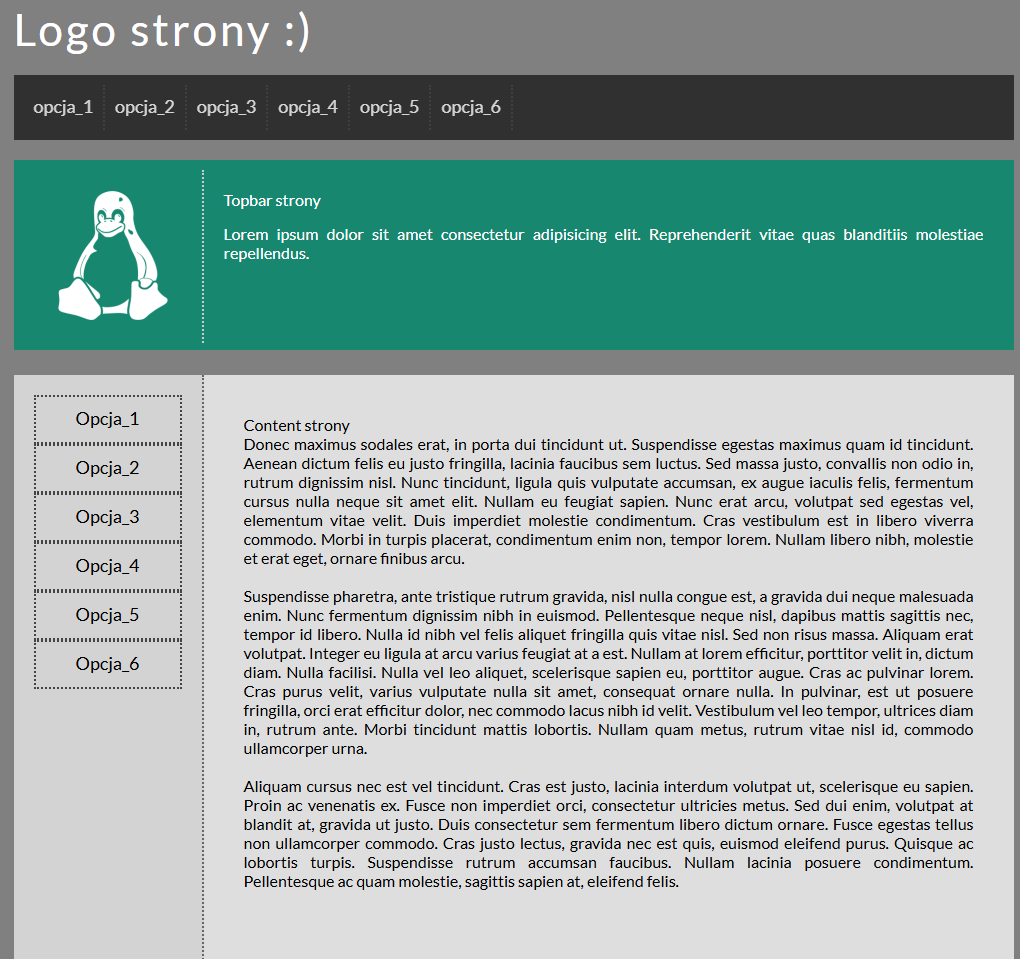 Logo strony :)
opcja_1 opcja_2 opcja_3 opcja_4 opcja_5 opcja_6
Topbar strony
Lorem ipsum dolor sit amet consectetur adipisicing elit. Reprehenderit vitae quas blanditiis molestiae
repellendus.
Opcja_1
Opcja_2
Opcja_3
Opcja_4
Opcja_5
Opcja_6
Content strony
Donec maximus sodales erat, in porta dui tincidunt ut. Suspendisse egestas maximus quam id tincidunt.
Aenean dictum felis eu justo fringilla, lacinia faucibus sem luctus. Sed massa justo, convallis non odio in,
rutrum dignissim nisl. Nunc tincidunt, ligula quis vulputate accumsan, ex augue iaculis felis, fermentum
cursus nulla neque sit amet elit. Nullam eu feugiat sapien. Nunc erat arcu, volutpat sed egestas vel,
elementum vitae velit. Duis imperdiet molestie condimentum. Cras vestibulum est in libero viverra
commodo. Morbi in turpis placerat, condimentum enim non, tempor lorem. Nullam libero nibh, molestie
et erat eget, ornare finibus arcu.
Suspendisse pharetra, ante tristique rutrum gravida, nisl nulla congue est, a gravida dui neque malesuada
enim. Nunc fermentum dignissim nibh in euismod. Pellentesque neque nisl, dapibus mattis sagittis nec,
tempor id libero. Nulla id nibh vel felis aliquet fringilla quis vitae nisl. Sed non risus massa. Aliquam erat
volutpat. Integer eu ligula at arcu varius feugiat at a est. Nullam at lorem efficitur, porttitor velit in, dictum
diam. Nulla facilisi. Nulla vel leo aliquet, scelerisque sapien eu, porttitor augue. Cras ac pulvinar lorem.
Cras purus velit, varius vulputate nulla sit amet, consequat ornare nulla. In pulvinar, est ut posuere
fringilla, orci erat efficitur dolor, nec commodo lacus nibh id velit. Vestibulum vel leo tempor, ultrices diam
in, rutrum ante. Morbi tincidunt mattis lobortis. Nullam quam metus, rutrum vitae nisl id, commodo
ullamcorper urna.
Aliquam cursus nec est vel tincidunt. Cras est justo, lacinia interdum volutpat ut, scelerisque eu sapien.
Proin ac venenatis ex. Fusce non imperdiet orci, consectetur ultricies metus. Sed dui enim, volutpat at
blandit at, gravida ut justo. Duis consectetur sem fermentum libero dictum ornare. Fusce egestas tellus
non ullamcorper commodo. Cras justo lectus, gravida nec est quis, euismod eleifend purus. Quisque ac
lobortis turpis. Suspendisse rutrum accumsan faucibus. Nullam lacinia posuere condimentum.
Pellentesque ac quam molestie, sagittis sapien at, eleifend felis.